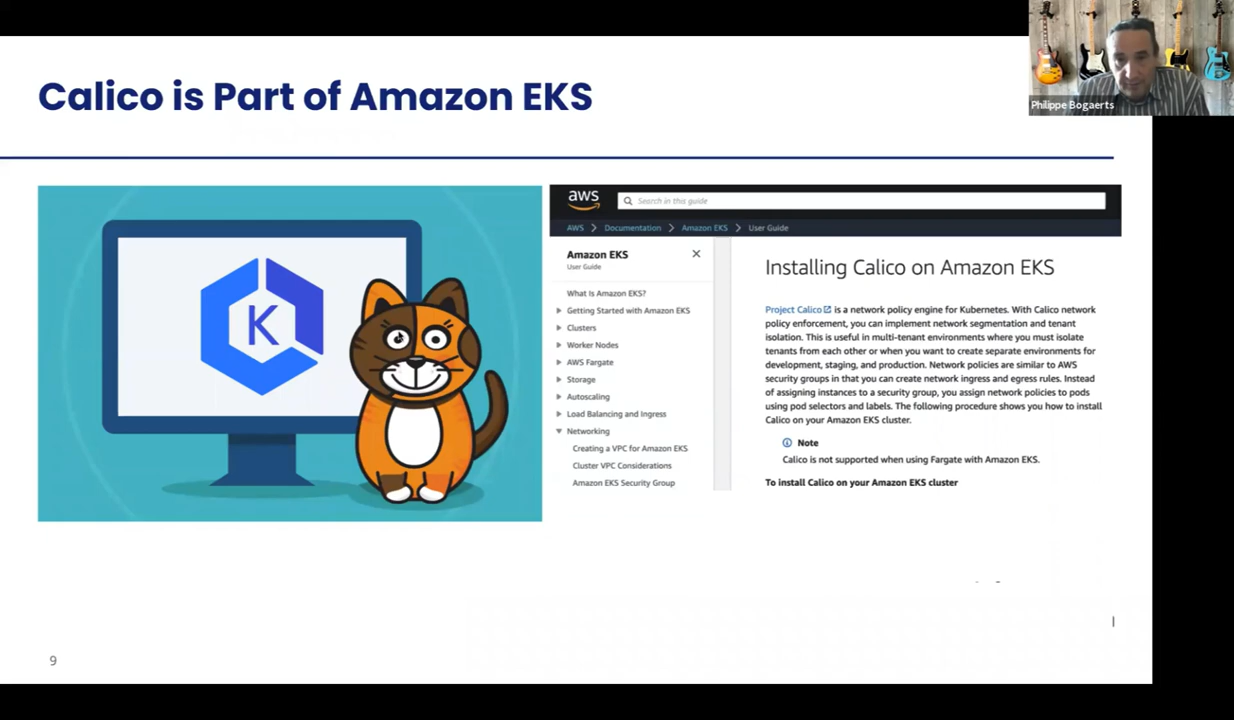 Calico is Part of Amazon EKS
Philippe Bogaerts
K
aws
Search in this guide
AWS > Documentation > Amazon EKS > User Guide
Amazon EKS
User Guide
What Is Amazon EKS?
Getting Started with Amazon EKS
Clusters
Worker Nodes
AWS Fargate
Storage
Autoscaling
Load Balancing and Ingress
Networking
Creating a VPC for Amazon EKS
Cluster VPC Considerations
Amazon EKS Security Group
Installing Calico on Amazon EKS
Project Calico is a network policy engine for Kubernetes. With Calico network
policy enforcement, you can implement network segmentation and tenant
isolation. This is useful in multi-tenant environments where you must isolate
tenants from each other or when you want to create separate environments for
development, staging, and production. Network policies are similar to AWS
security groups in that you can create network ingress and egress rules. Instead
of assigning instances to a security group, you assign network policies to pods
using pod selectors and labels. The following procedure shows you how to install
Calico on your Amazon EKS cluster.
Note
Calico is not supported when using Fargate with Amazon EKS.
To install Calico on your Amazon EKS cluster
9